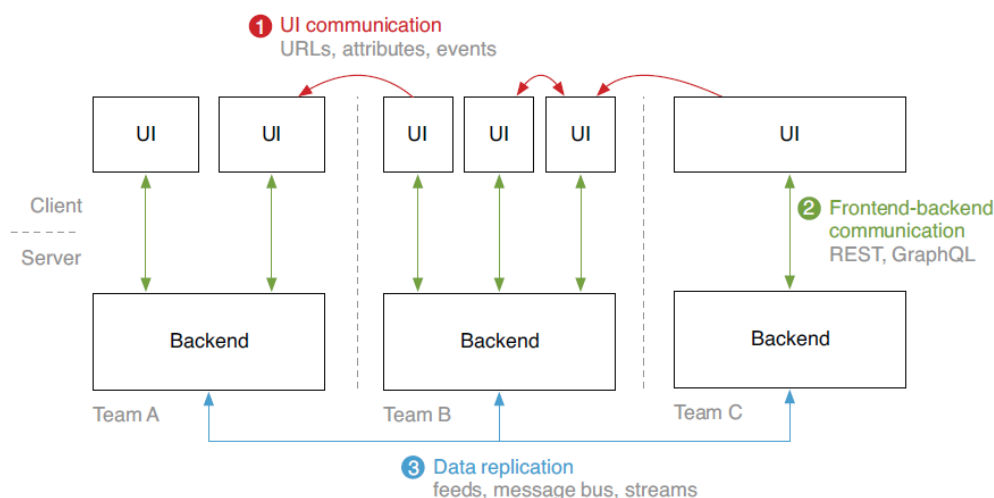 1 UI communication
URLs, attributes, events
UI UI UI UI UI UI
Client
Server
2 Frontend-backend
communication
REST, GraphQL
Backend Backend Backend
Team A Team B Team C
3 Data replication
feeds, message bus, streams